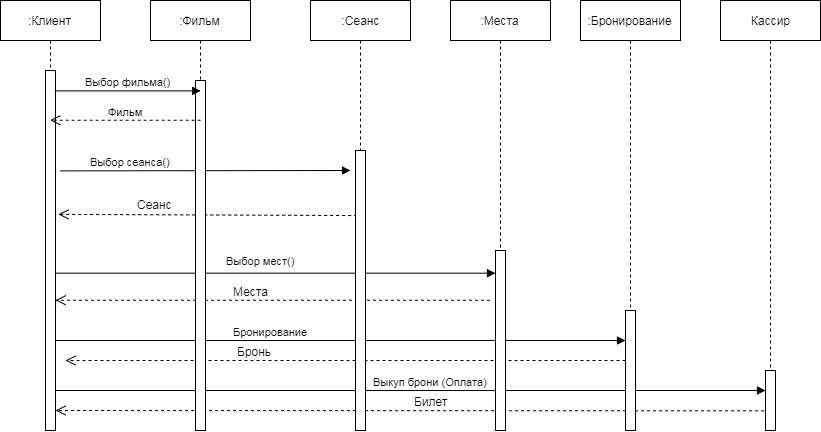 :Клиент
:Фильм
:Сеанс
:Места
:Бронирование
Кассир
Выбор фильма()
Фильм
Выбор сеанса()
Сеанс
Выбор мест()
Места
Бронирование
Бронь
Выкуп брони (Оплата)
Билет